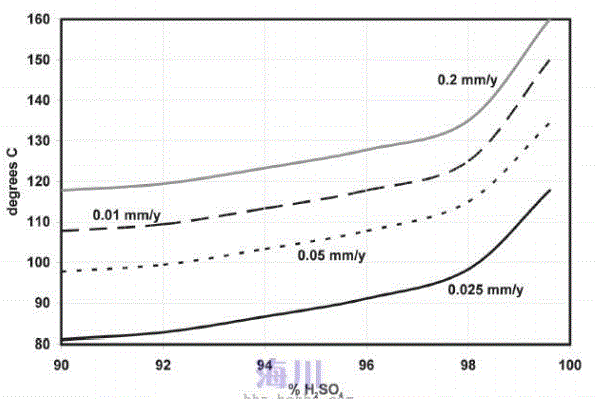 160
150
140
130
120
110
100
90
80
degrees C
0.2 mm/y
0.01 mm/y
0.05 mm/y
0.025 mm/y
90 92 94 96 98 100
海川
% H₂SO₄